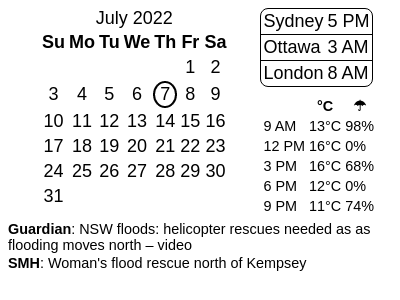 July 2022
Su Mo Tu We Th Fr Sa
1 2
3 4 5 6 7 8 9
10 11 12 13 14 15 16
17 18 19 20 21 22 23
24 25 26 27 28 29 30
31
Sydney 5 PM
Ottawa 3 AM
London 8 AM
°C ☂
9 AM 13°C 98%
12 PM 16°C 0%
3 PM 16°C 68%
6 PM 12°C 0%
9 PM 11°C 74%
Guardian: NSW floods: helicopter rescues needed as as
flooding moves north – video
SMH: Woman's flood rescue north of Kempsey